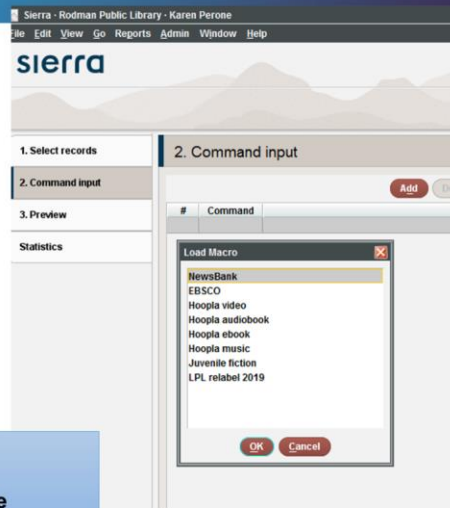 Sierra · Rodman Public Library · Karen Perone
File Edit View Go Reports Admin Window Help
sierra
1. Select records
2. Command input
3. Preview
Statistics
2. Command input
Add
# Command
Load Macro
NewsBank
EBSCO
Hoopla video
Hoopla audiobook
Hoopla ebook
Hoopla music
Juvenile fiction
LPL relabel 2019
OK Cancel